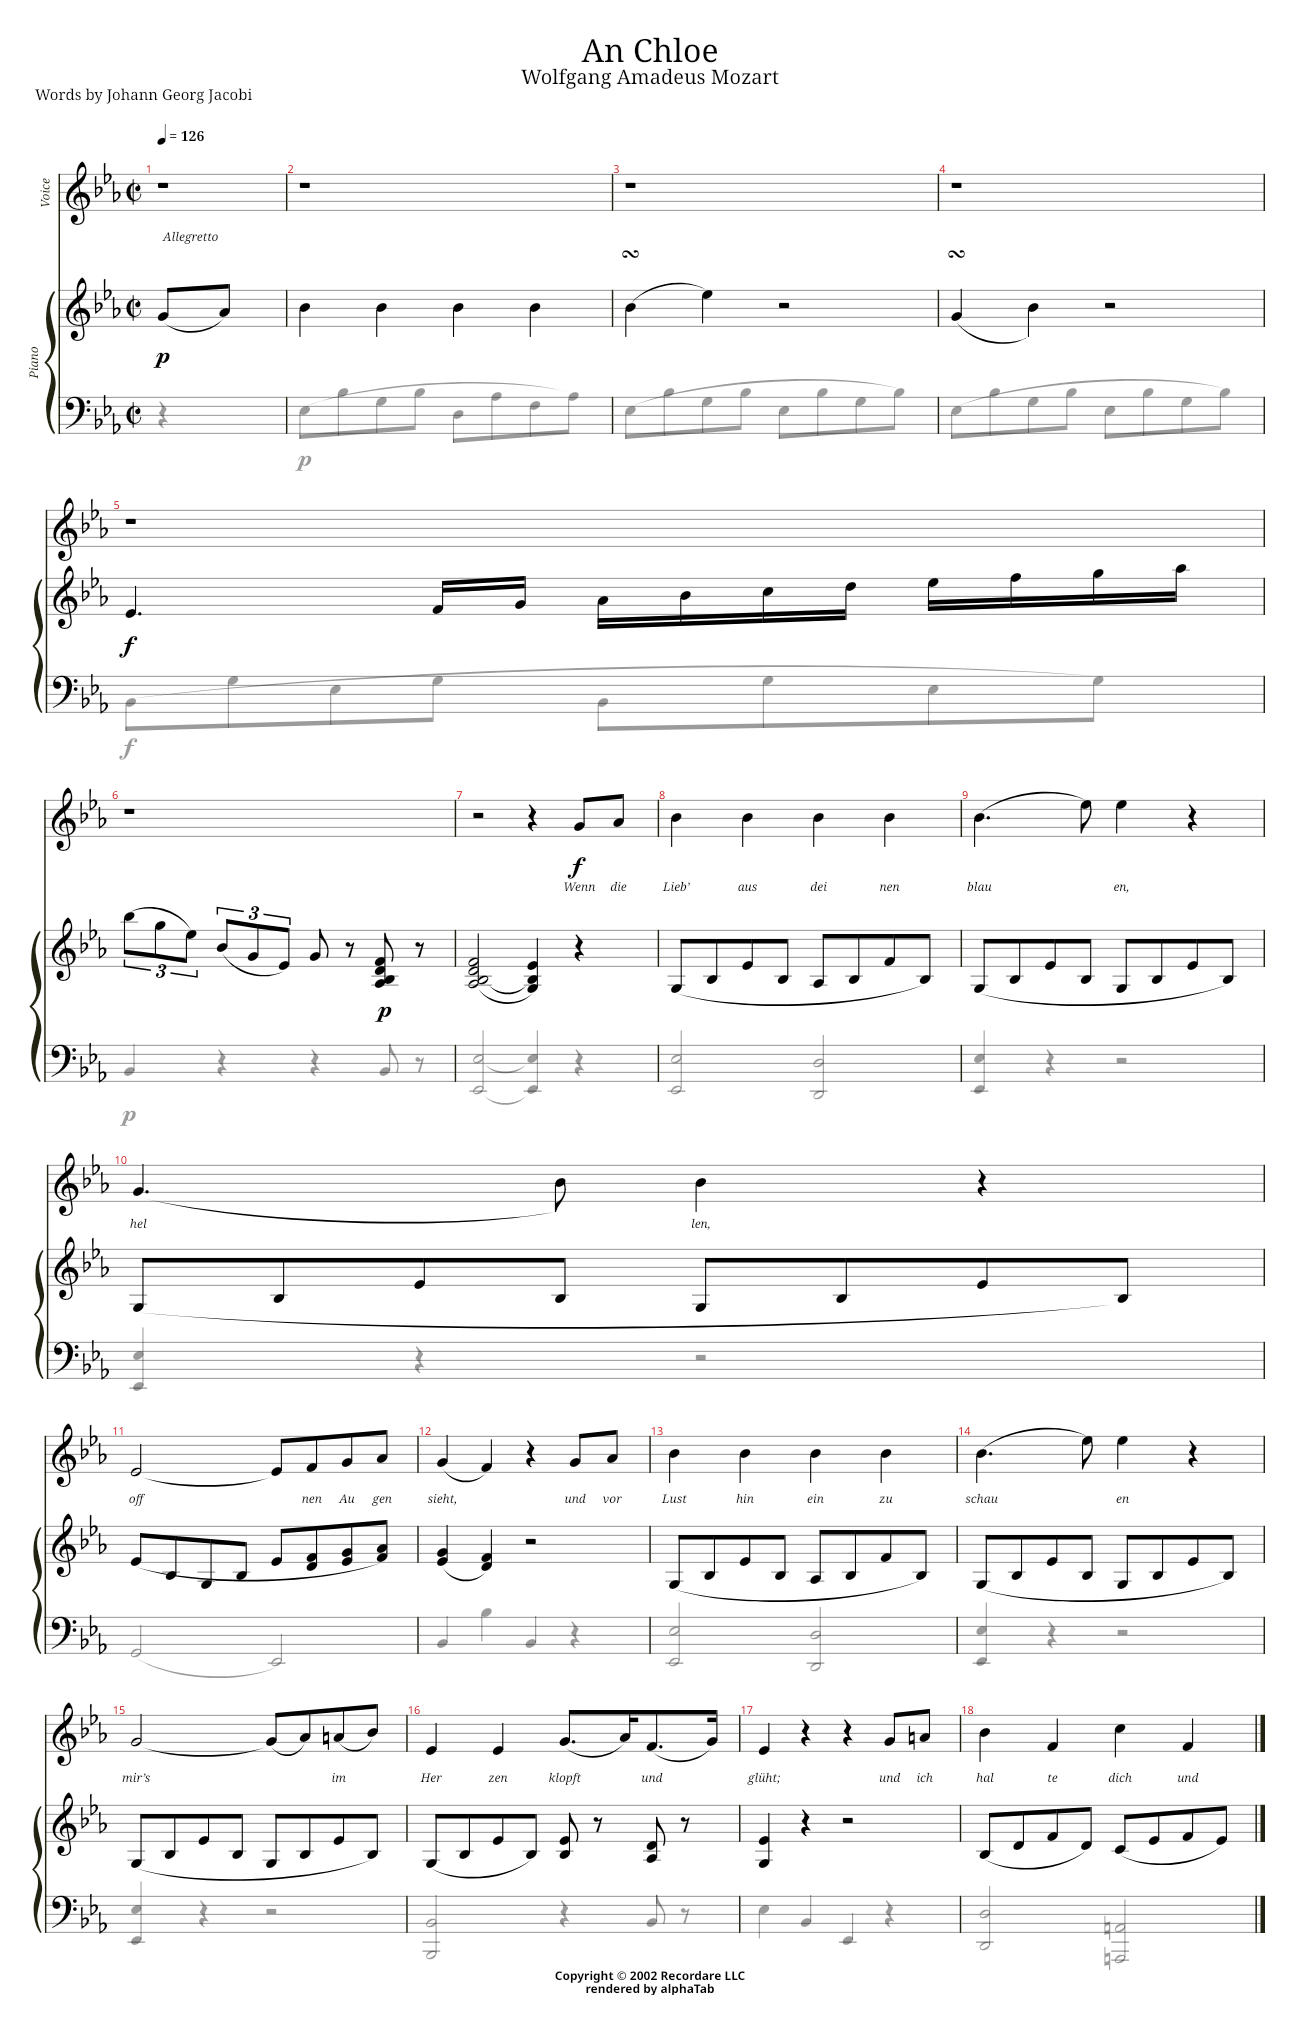 An Chloe
Wolfgang Amadeus Mozart
Words by Johann Georg Jacobi
= 126
Voice
1
2
3
4
Allegretto
Piano
p
p
5
f
f
6
7
8
9
f
Wenn die Lieb’ aus dei nen blau en,
3
3
p
p
10
hel len,
11
12
13
14
off nen Au gen sieht, und vor Lust hin ein zu schau en
15
16
17
18
mir’s im Her zen klopft und glüht; und ich hal te dich und
Copyright © 2002 Recordare LLC
rendered by alphaTab